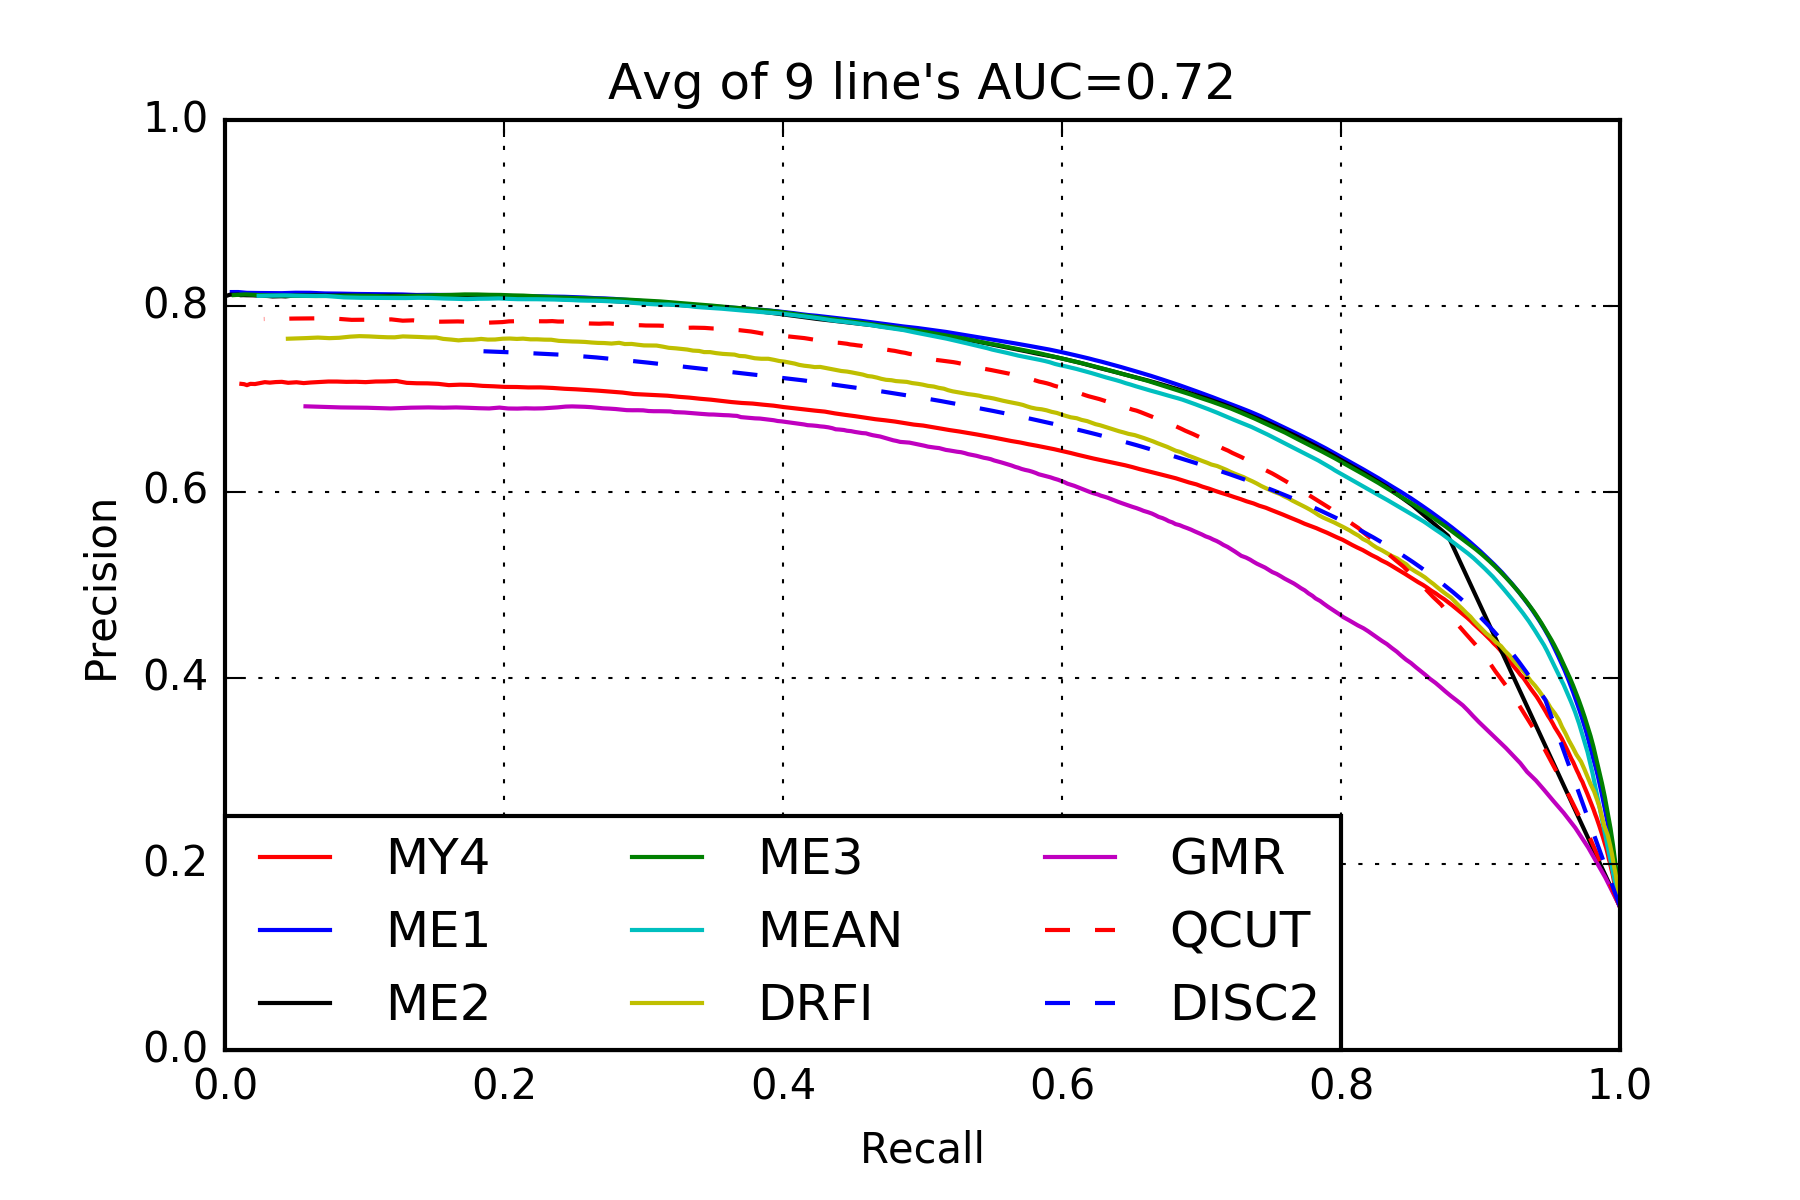 Avg of 9 line's AUC=0.72
1.0
0.8
0.6
0.4
0.2
0.0
Precision
MY4 ME3 GMR
ME1 MEAN QCUT
ME2 DRFI DISC2
0.0 0.2 0.4 0.6 0.8 1.0
Recall